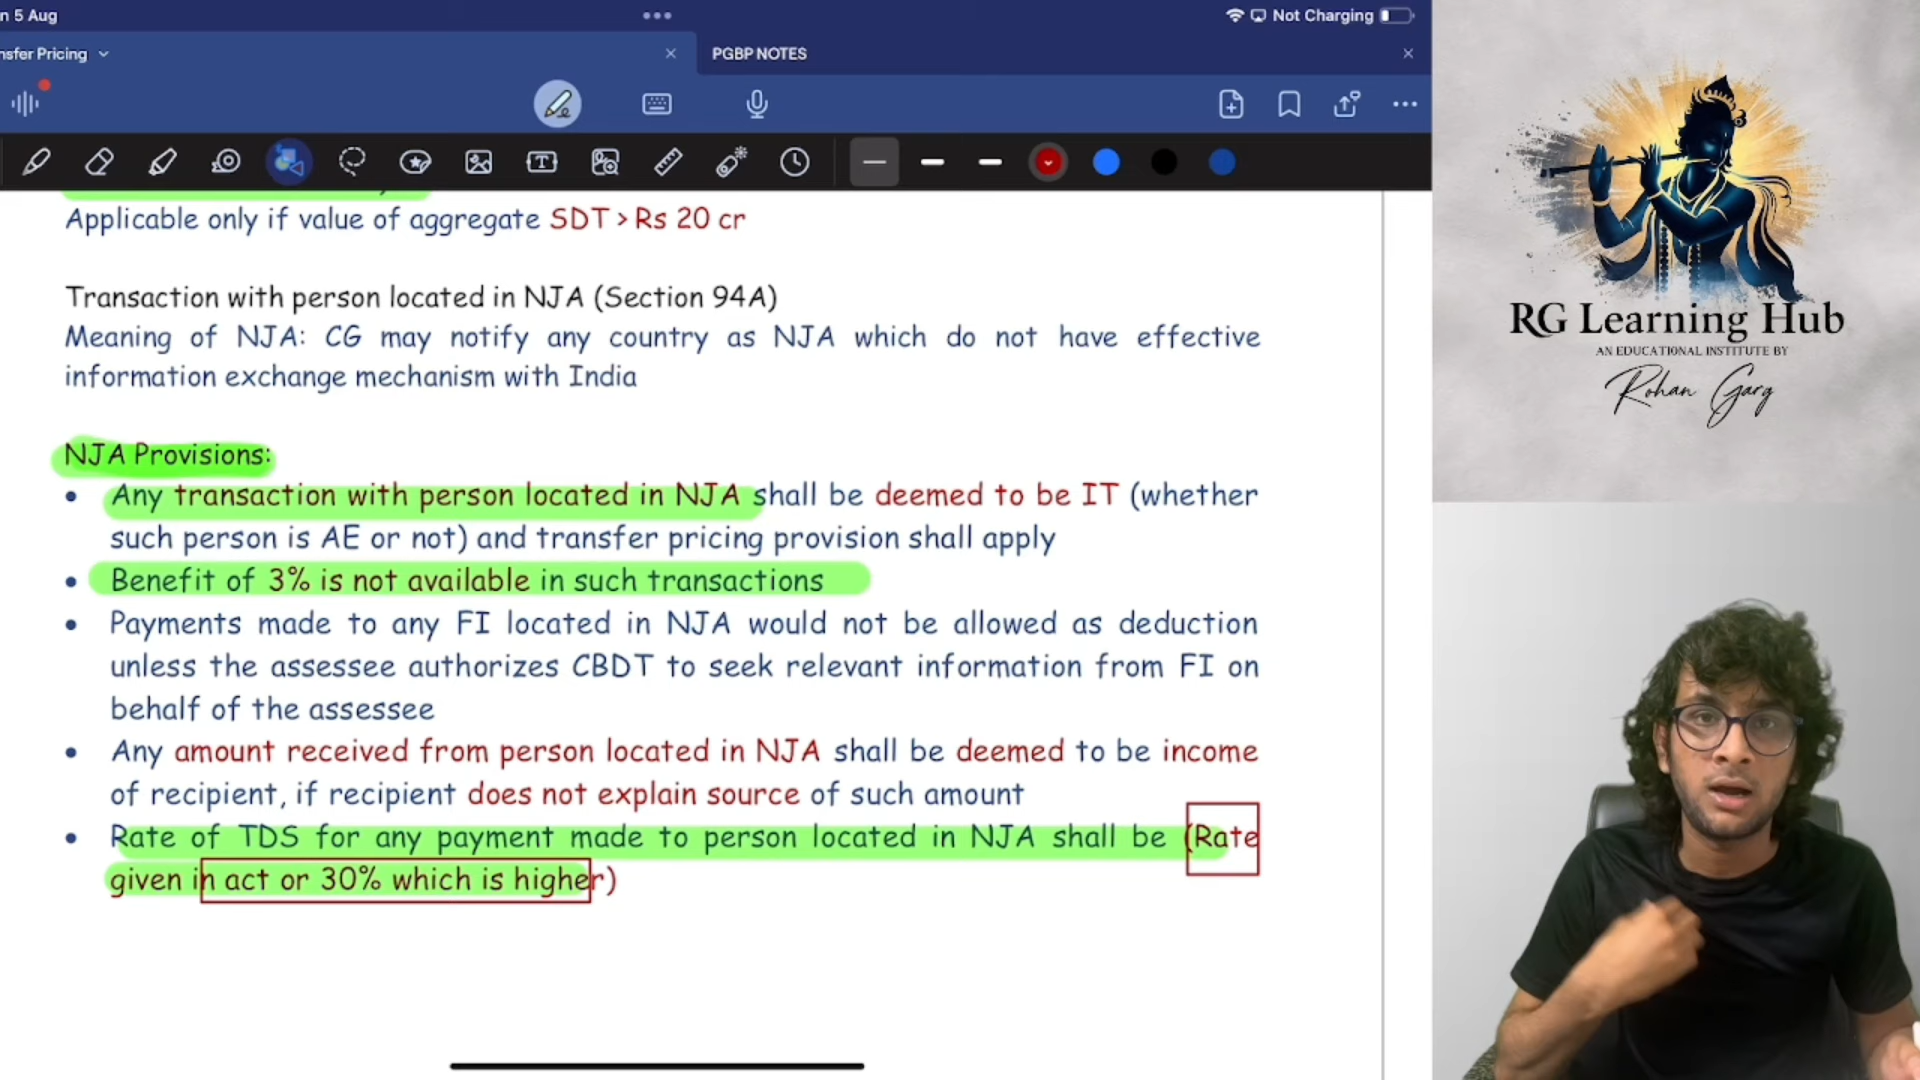 n 5 Aug
Not Charging
nsfer Pricing
PGBP NOTES
Applicable only if value of aggregate SDT > Rs 20 cr
Transaction with person located in NJA (Section 94A)
Meaning of NJA: CG may notify any country as NJA which do not have effective
information exchange mechanism with India
NJA Provisions:
• Any transaction with person located in NJA shall be deemed to be IT (whether
such person is AE or not) and transfer pricing provision shall apply
• Benefit of 3% is not available in such transactions
• Payments made to any FI located in NJA would not be allowed as deduction
unless the assessee authorizes CBDT to seek relevant information from FI on
behalf of the assessee
• Any amount received from person located in NJA shall be deemed to be income
of recipient, if recipient does not explain source of such amount
• Rate of TDS for any payment made to person located in NJA shall be (Rate
given in act or 30% which is higher)
RG Learning Hub
AN EDUCATIONAL INSTITUTE BY
Rohan Garg